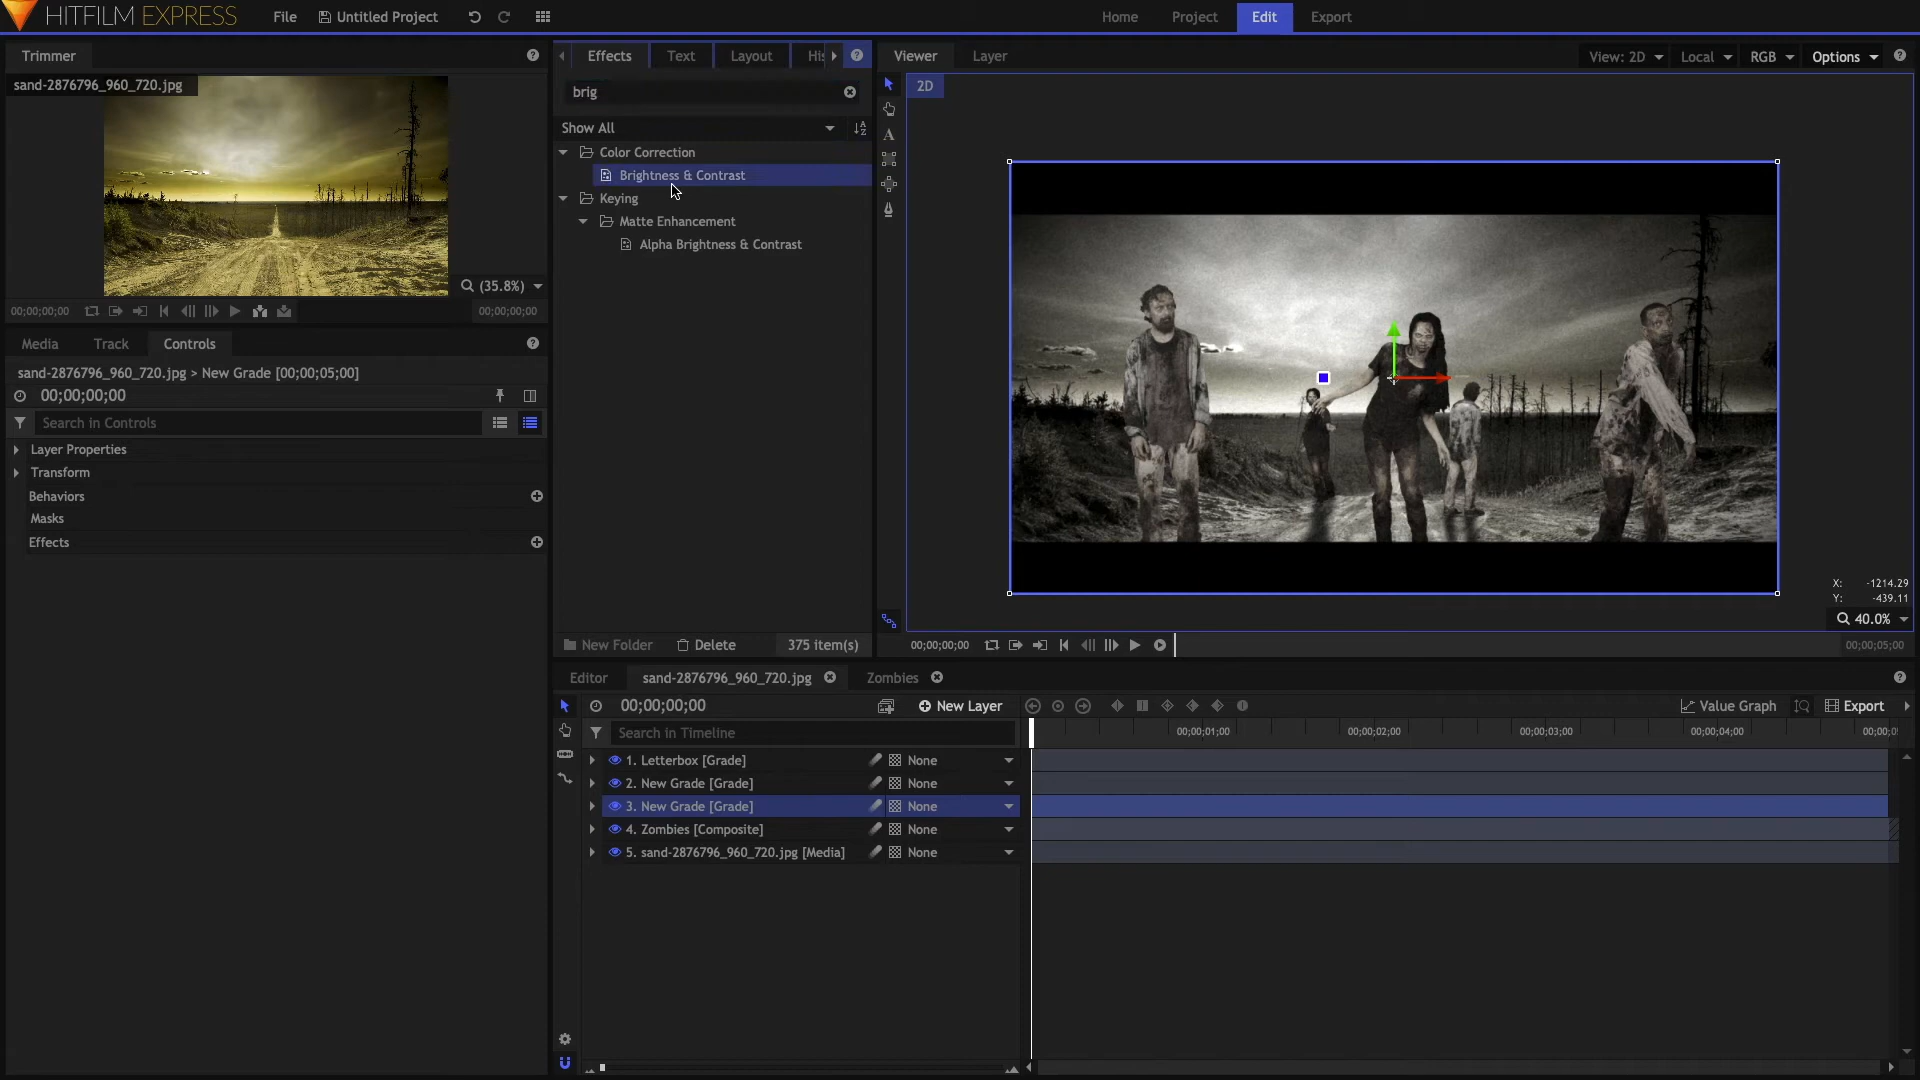 HITFILM EXPRESS
File
Untitled Project
Home
Project
Edit
Export
Trimmer
sand-2876796_960_720.jpg
(35.8%)
00;00;00;00
00;00;00;00
Media
Track
Controls
sand-2876796_960_720.jpg > New Grade [00;00;05;00]
00;00;00;00
Search in Controls
Layer Properties
Transform
Behaviors
Masks
Effects
Effects
Text
Layout
His
brig
Show All
Color Correction
Brightness & Contrast
Keying
Matte Enhancement
Alpha Brightness & Contrast
New Folder
Delete
375 item(s)
Viewer
Layer
View: 2D
Local
RGB
Options
2D
A
X: -1214.29
Y: -439.11
40.0%
00;00;00;00
00;00;05;00
Editor
sand-2876796_960_720.jpg
Zombies
00;00;00;00
New Layer
Value Graph
Export
Search in Timeline
00;00;01;00
00;00;02;00
00;00;03;00
00;00;04;00
00;00;0
1. Letterbox [Grade] None
2. New Grade [Grade] None
3. New Grade [Grade] None
4. Zombies [Composite] None
5. sand-2876796_960_720.jpg [Media] None